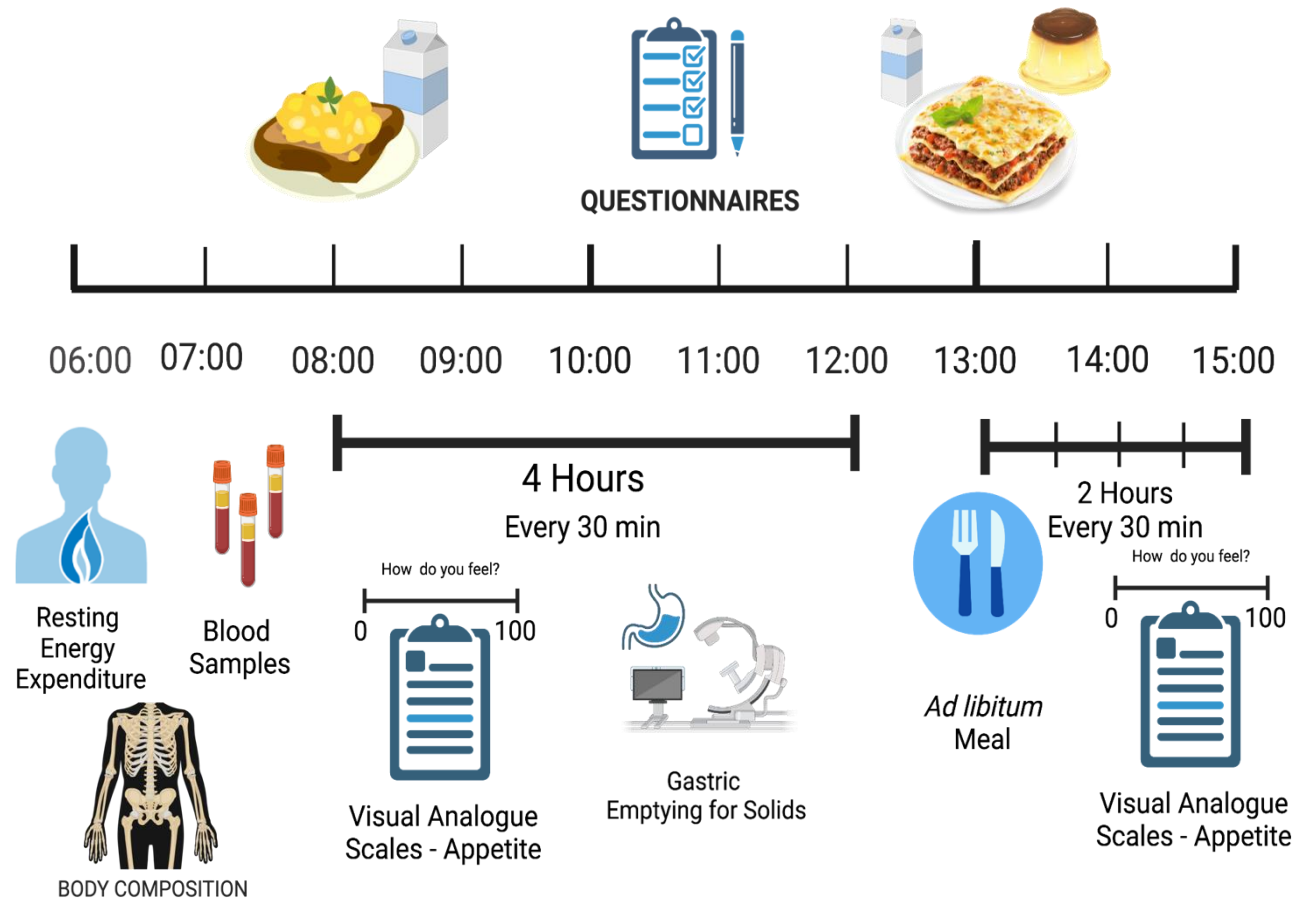 QUESTIONNAIRES
06:00 07:00 08:00 09:00 10:00 11:00 12:00 13:00 14:00 15:00
4 Hours
Every 30 min
2 Hours
Every 30 min
How do you feel?
0 100
How do you feel?
0 100
Resting
Energy
Expenditure
Blood
Samples
BODY COMPOSITION
Visual Analogue
Scales - Appetite
Gastric
Emptying for Solids
Ad libitum
Meal
Visual Analogue
Scales - Appetite